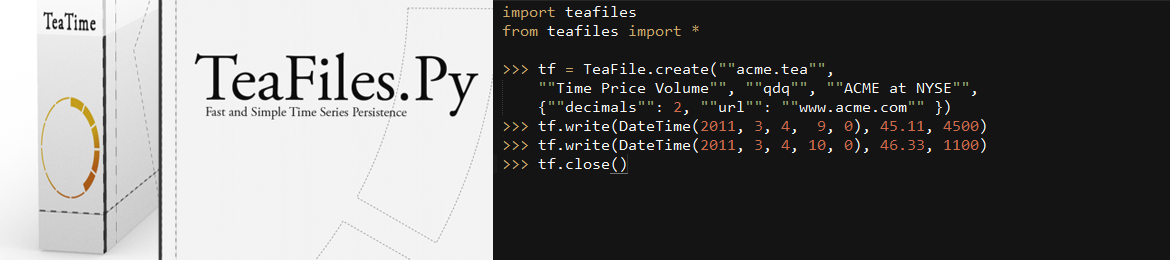 TeaTime
TeaFiles.Py
Fast and Simple Time Series Persistence
import teafiles
from teafiles import *
>>> tf = TeaFile.create(""acme.tea"",
""Time Price Volume"", ""qdq"", ""ACME at NYSE"",
{""decimals"": 2, ""url"": ""www.acme.com"" })
>>> tf.write(DateTime(2011, 3, 4,  9, 0), 45.11, 4500)
>>> tf.write(DateTime(2011, 3, 4, 10, 0), 46.33, 1100)
>>> tf.close()